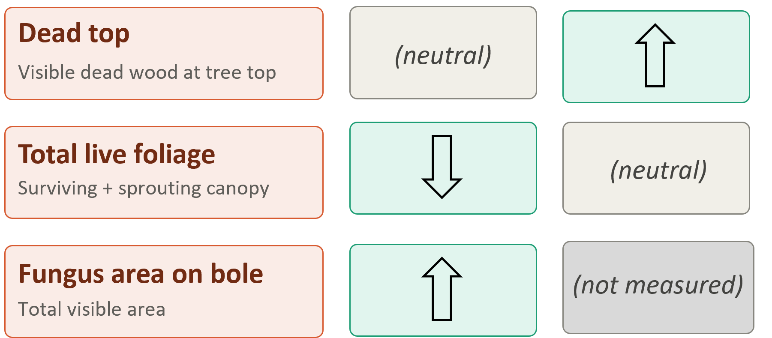 Dead top
Visible dead wood at tree top
(neutral)
Total live foliage
Surviving + sprouting canopy
(neutral)
Fungus area on bole
Total visible area
(not measured)